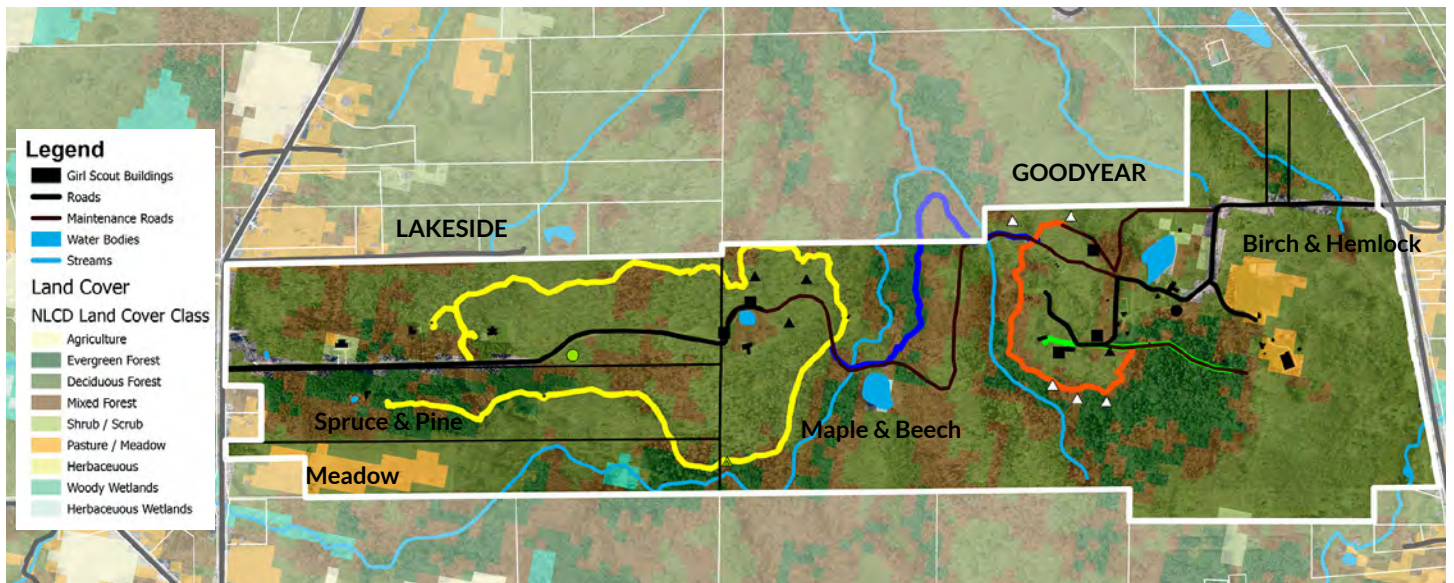 Legend
Girl Scout Buildings
Roads
Maintenance Roads
Water Bodies
Streams
Land Cover
NLCD Land Cover Class
Agriculture
Evergreen Forest
Deciduous Forest
Mixed Forest
Shrub / Scrub
Pasture / Meadow
Herbaceuous
Woody Wetlands
Herbaceuous Wetlands
LAKESIDE
GOODYEAR
Birch & Hemlock
Spruce & Pine
Maple & Beech
Meadow